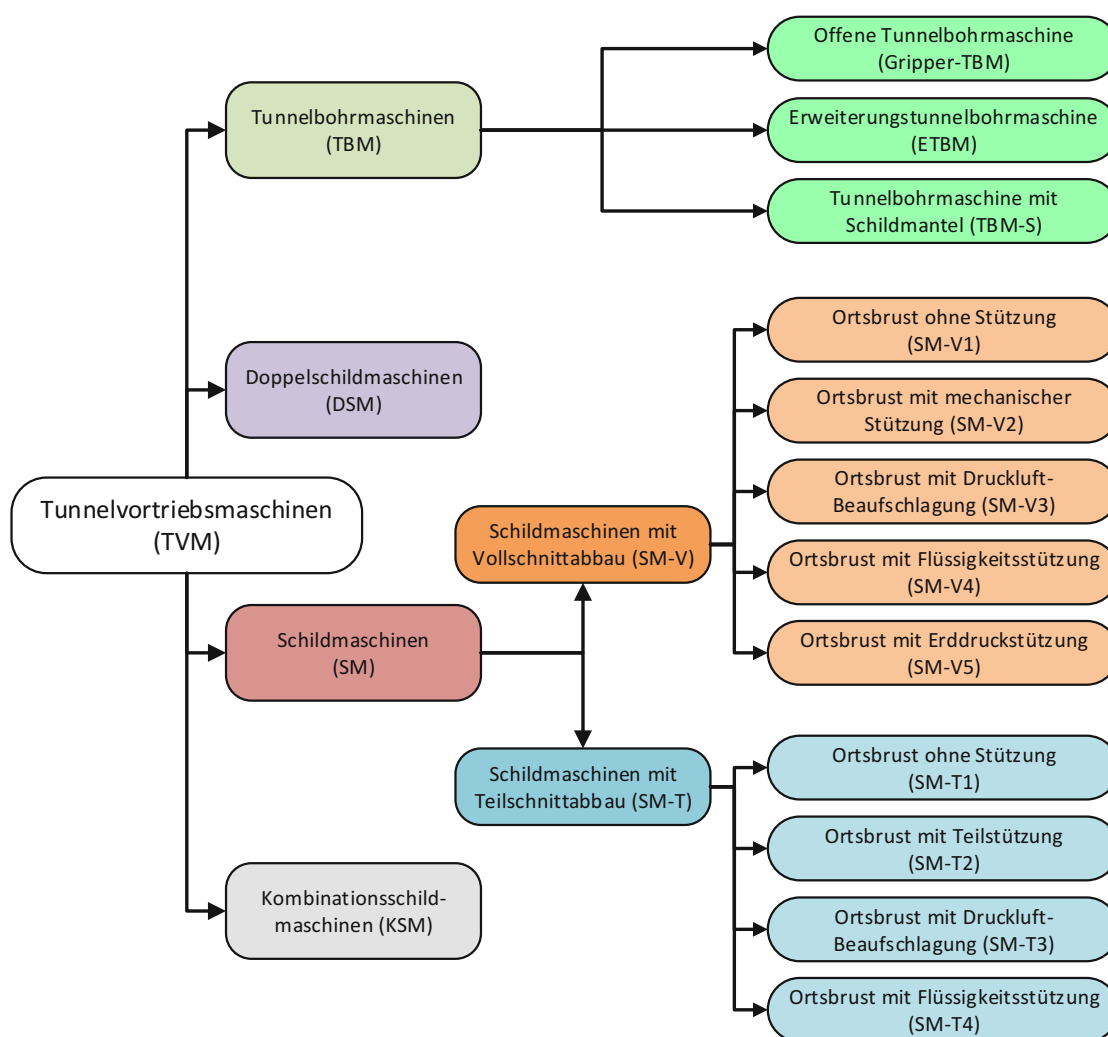 Tunnelvortriebsmaschinen
(TVM)
Tunnelbohrmaschinen
(TBM)
Offene Tunnelbohrmaschine
(Gripper-TBM)
Erweiterungstunnelbohrmaschine
(ETBM)
Tunnelbohrmaschine mit
Schildmantel (TBM-S)
Doppelschildmaschinen
(DSM)
Schildmaschinen
(SM)
Schildmaschinen mit
Vollschnittabbau (SM-V)
Ortsbrust ohne Stützung
(SM-V1)
Ortsbrust mit mechanischer
Stützung (SM-V2)
Ortsbrust mit Druckluft-
Beaufschlagung (SM-V3)
Ortsbrust mit Flüssigkeitsstützung
(SM-V4)
Ortsbrust mit Erddruckstützung
(SM-V5)
Schildmaschinen mit
Teilschnittabbau (SM-T)
Ortsbrust ohne Stützung
(SM-T1)
Ortsbrust mit Teilstützung
(SM-T2)
Ortsbrust mit Druckluft-
Beaufschlagung (SM-T3)
Ortsbrust mit Flüssigkeitsstützung
(SM-T4)
Kombinationsschild-
maschinen (KSM)